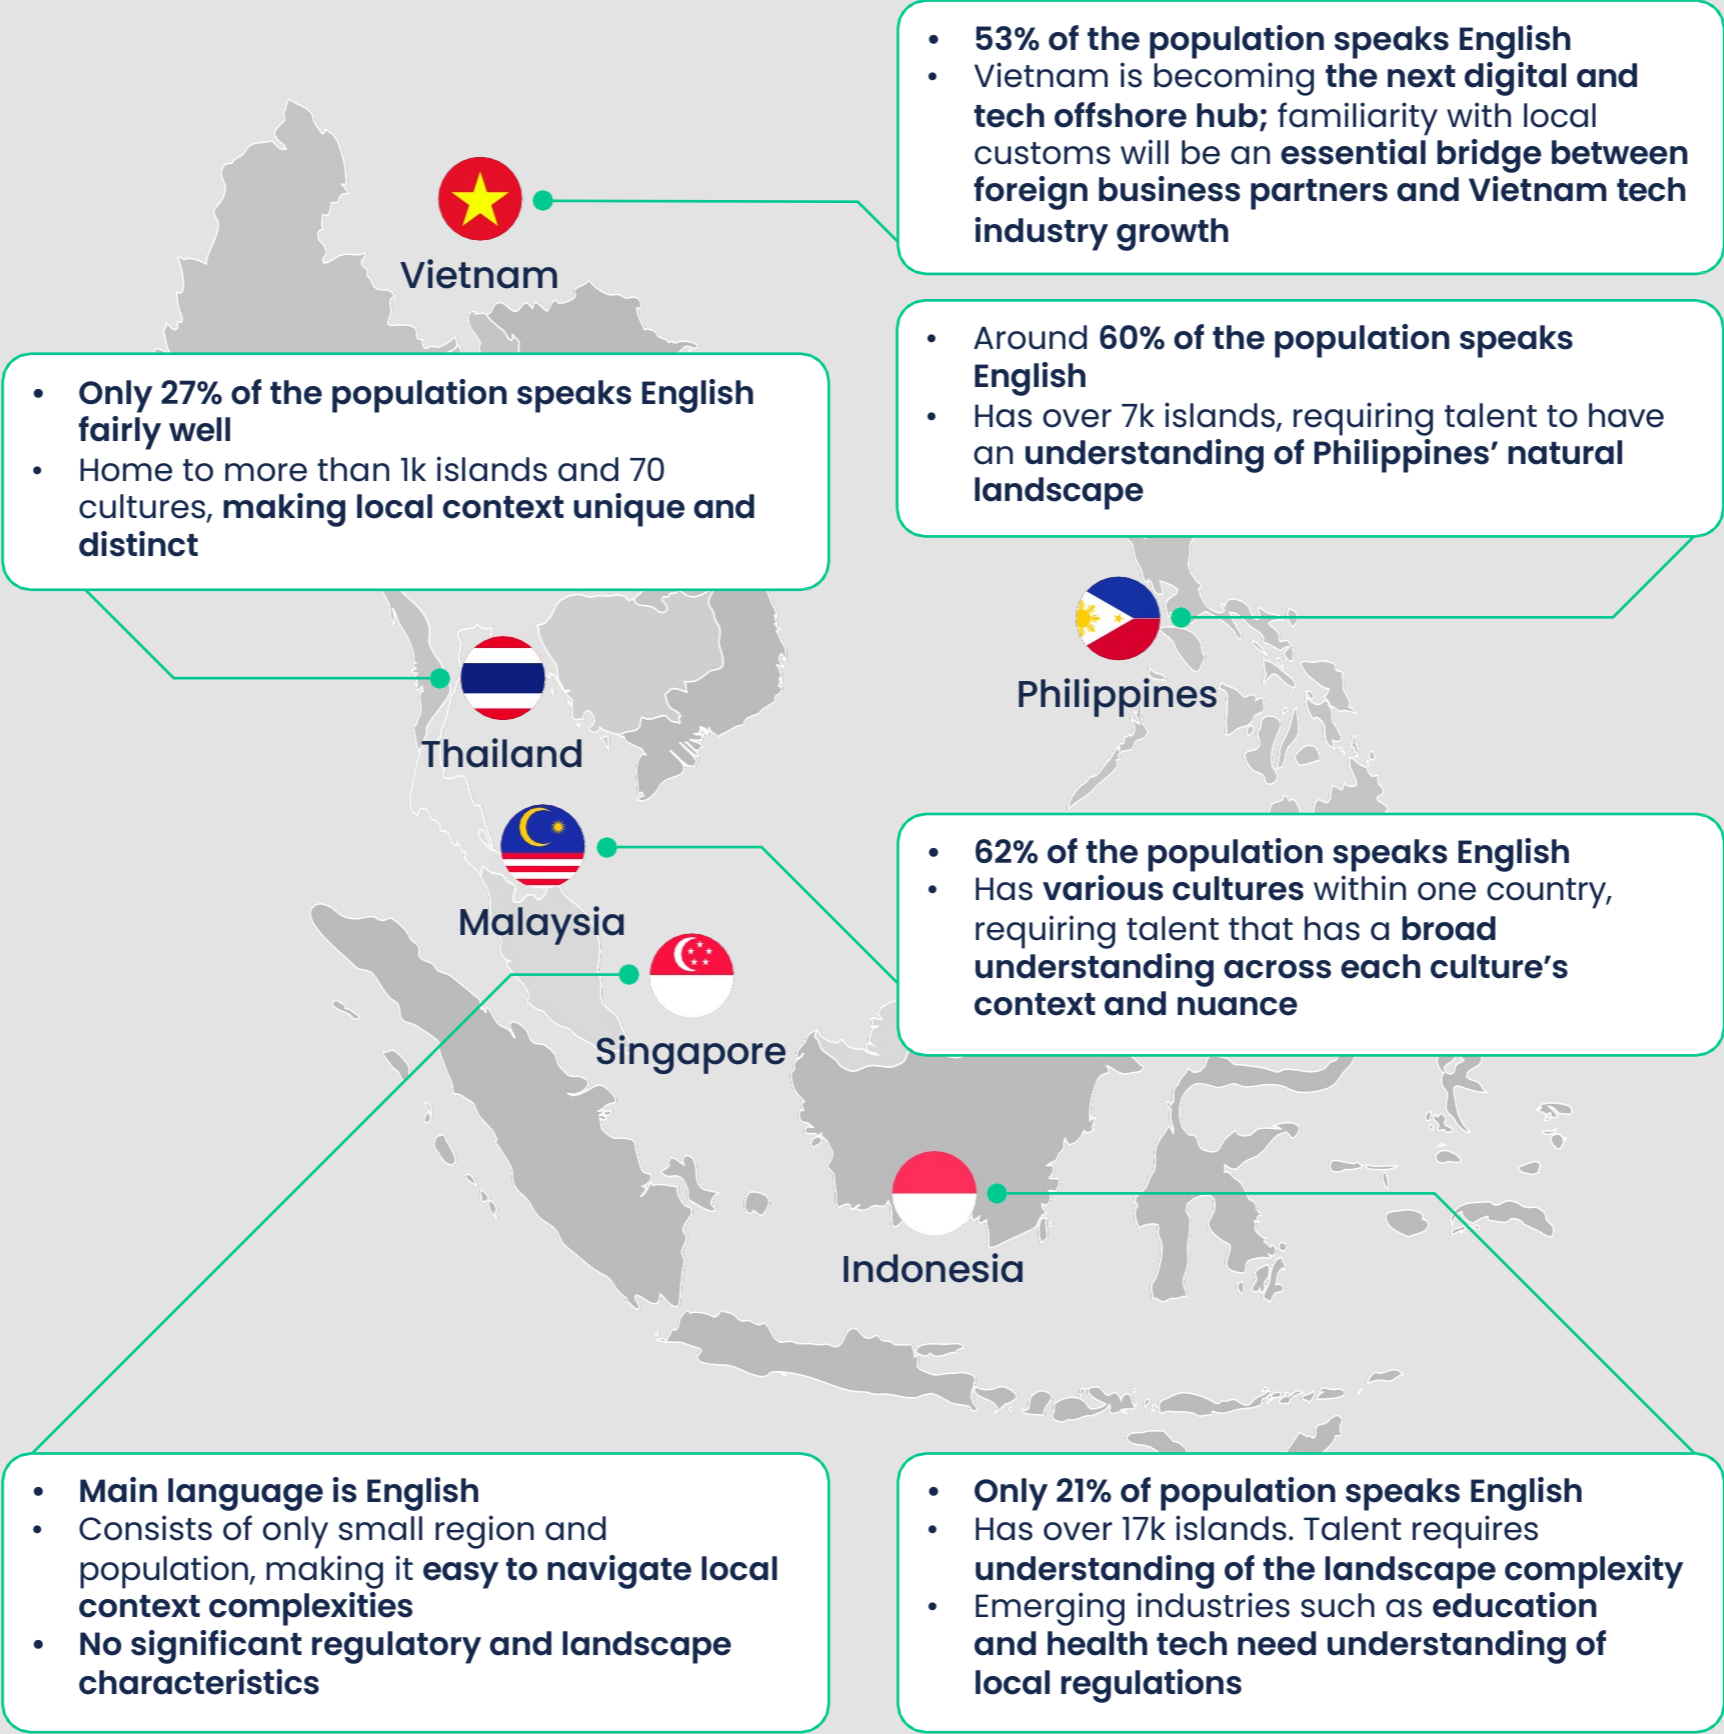 • 53% of the population speaks English
• Vietnam is becoming the next digital and
tech offshore hub; familiarity with local
customs will be an essential bridge between
foreign business partners and Vietnam tech
industry growth
Vietnam
• Around 60% of the population speaks
English
• Has over 7k islands, requiring talent to have
an understanding of Philippines’ natural
landscape
• Only 27% of the population speaks English
fairly well
• Home to more than 1k islands and 70
cultures, making local context unique and
distinct
Philippines
Thailand
• 62% of the population speaks English
• Has various cultures within one country,
requiring talent that has a broad
understanding across each culture’s
context and nuance
Malaysia
Singapore
Indonesia
• Main language is English
• Consists of only small region and
population, making it easy to navigate local
context complexities
• No significant regulatory and landscape
characteristics
• Only 21% of population speaks English
• Has over 17k islands. Talent requires
understanding of the landscape complexity
• Emerging industries such as education
and health tech need understanding of
local regulations